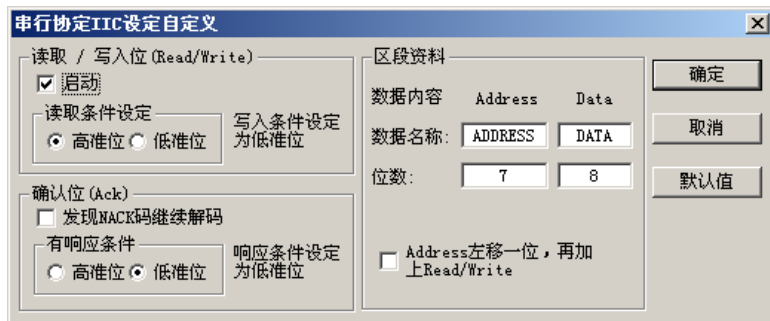 串行协定IIC设定自定义
读取 / 写入位(Read/Write)
启动
读取条件设定
高准位 低准位
写入条件设定
为低准位
确认位(Ack)
发现NACK码继续解码
有响应条件
高准位 低准位
响应条件设定
为低准位
区段资料
数据内容 Address Data
数据名称: ADDRESS DATA
位数: 7 8
Address左移一位，再加
上Read/Write
确定
取消
默认值